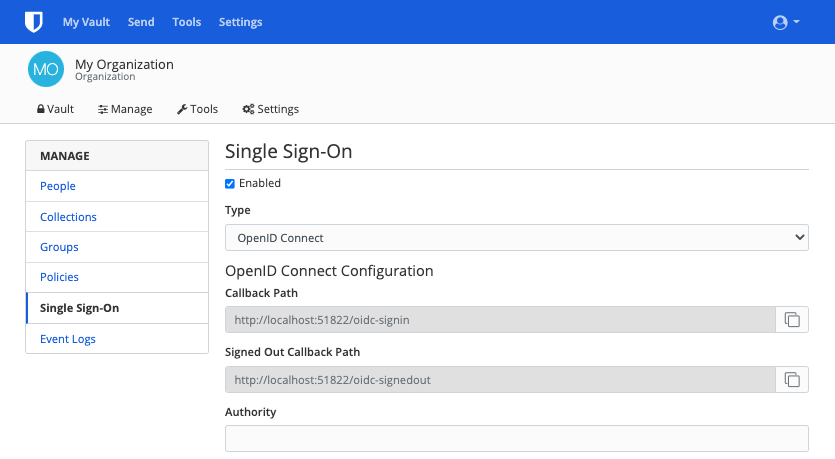 My Vault Send Tools Settings
MO My Organization
Organization
Vault Manage Tools Settings
MANAGE
People
Collections
Groups
Policies
Single Sign-On
Event Logs
Single Sign-On
Enabled
Type
OpenID Connect
OpenID Connect Configuration
Callback Path
http://localhost:51822/oidc-signin
Signed Out Callback Path
http://localhost:51822/oidc-signedout
Authority